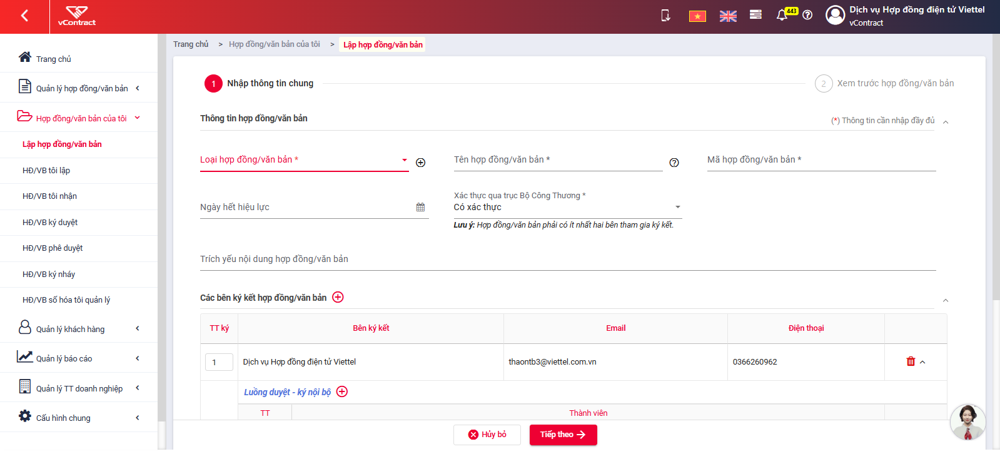 vContract
443
Dịch vụ Hợp đồng điện tử Viettel
vContract
Trang chủ
Quản lý hợp đồng/văn bản
Hợp đồng/văn bản của tôi
Lập hợp đồng/văn bản
HĐ/VB tôi lập
HĐ/VB tôi nhận
HĐ/VB ký duyệt
HĐ/VB phê duyệt
HĐ/VB ký nháy
HĐ/VB số hóa tôi quản lý
Quản lý khách hàng
Quản lý báo cáo
Quản lý TT doanh nghiệp
Cấu hình chung
Trang chủ > Hợp đồng/văn bản của tôi > Lập hợp đồng/văn bản
1 Nhập thông tin chung
2 Xem trước hợp đồng/văn bản
Thông tin hợp đồng/văn bản
(*) Thông tin cần nhập đầy đủ
Loại hợp đồng/văn bản *
Tên hợp đồng/văn bản *
Mã hợp đồng/văn bản *
Ngày hết hiệu lực
Xác thực qua trục Bộ Công Thương *
Có xác thực
Lưu ý: Hợp đồng/văn bản phải có ít nhất hai bên tham gia ký kết.
Trích yếu nội dung hợp đồng/văn bản
Các bên ký kết hợp đồng/văn bản
TT ký Bên ký kết Email Điện thoại
1 Dịch vụ Hợp đồng điện tử Viettel thaontb3@viettel.com.vn 0366260962
Luồng duyệt - ký nội bộ
TT Thành viên
Hủy bỏ
Tiếp theo